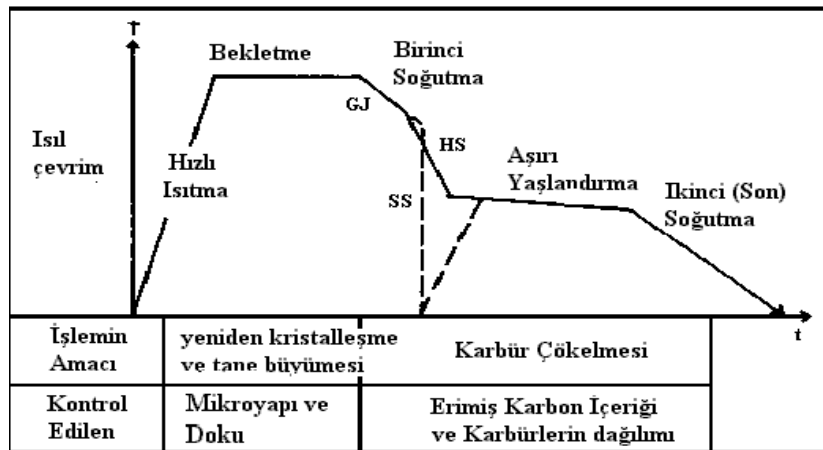 T
Bekletme
Birinci
Soğutma
GJ
HS
Isıl
çevrim
Hızlı
Isıtma
Aşırı
Yaşlandırma
SS
Ikinci (Son)
Soğutma
t
İşlemin
Amacı
yeniden kristalleşme
ve tane büyümesi
Karbür Çökelmesi
Kontrol
Edilen
Mikroyapı ve
Doku
Erimiş Karbon İçeriği
ve Karbürlerin dağılımı